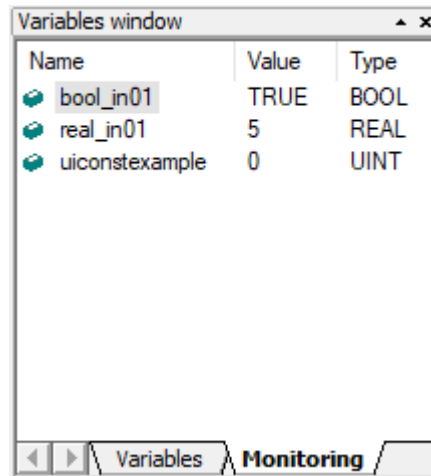 Variables window
Name Value Type
bool_in01 TRUE BOOL
real_in01 5 REAL
uiconstexample 0 UINT
Variables Monitoring